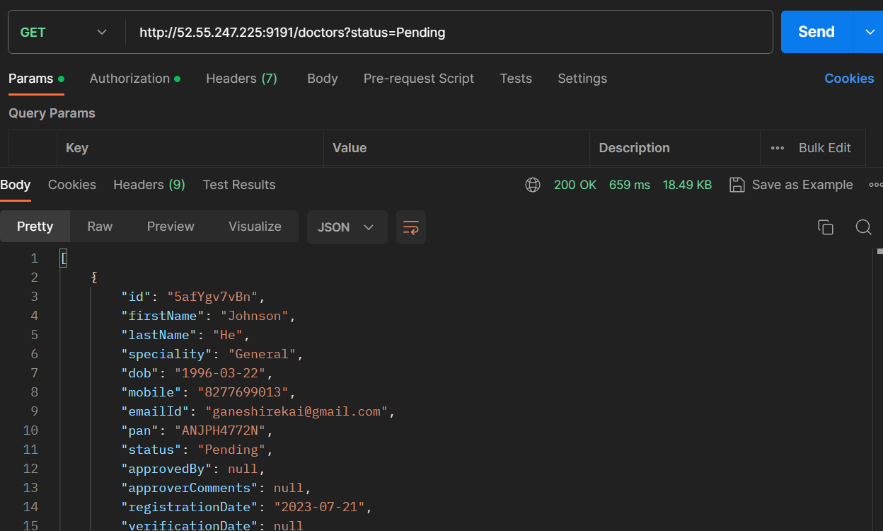 GET http://52.55.247.225:9191/doctors?status=Pending Send
Params Authorization Headers (7) Body Pre-request Script Tests Settings Cookies
Query Params
Key Value Description Bulk Edit
Body Cookies Headers (9) Test Results 200 OK 659 ms 18.49 KB Save as Example
Pretty Raw Preview Visualize JSON
1 [
2 {
3 "id": "5afYgv7vBn",
4 "firstName": "Johnson",
5 "lastName": "He",
6 "speciality": "General",
7 "dob": "1996-03-22",
8 "mobile": "8277699013",
9 "emailId": "ganeshirekai@gmail.com",
10 "pan": "ANJPH4772N",
11 "status": "Pending",
12 "approvedBy": null,
13 "approverComments": null,
14 "registrationDate": "2023-07-21",
15 "verificationDate": null